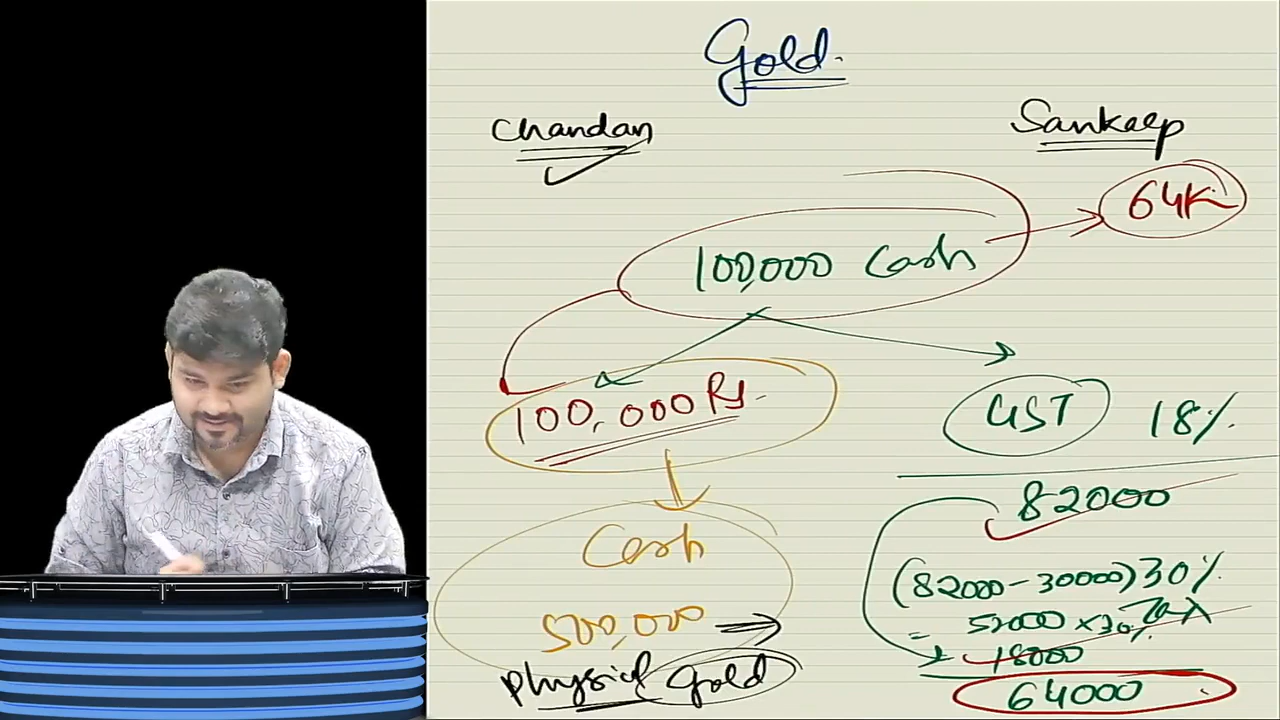 Gold.
Chandan
Sankalp
64K
100,000 Cash
100,000 Rs.
GST 18%.
82000
Cash
(82000-30000) 30%.
500,000
= 52000 x 30% Tax
18000
Physical Gold
64000